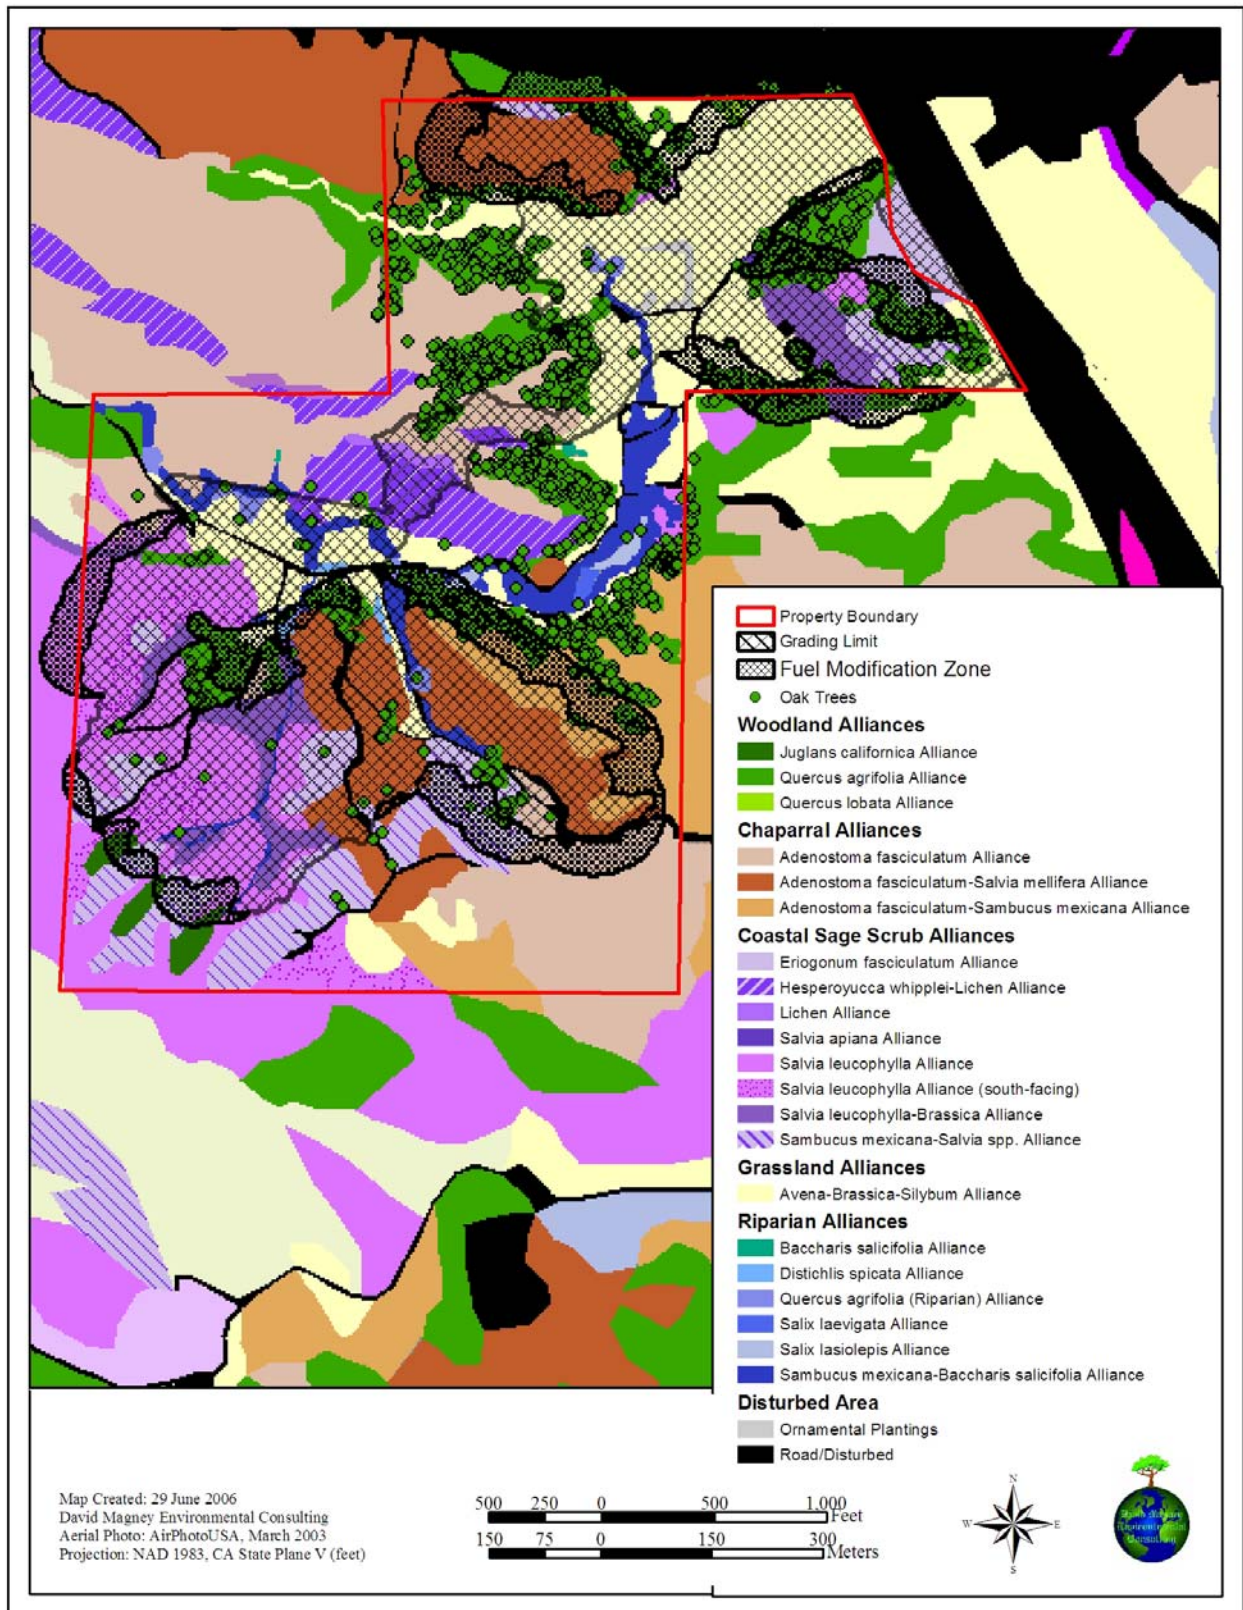 Property Boundary
Grading Limit
Fuel Modification Zone
Oak Trees
Woodland Alliances
Juglans californica Alliance
Quercus agrifolia Alliance
Quercus lobata Alliance
Chaparral Alliances
Adenostoma fasciculatum Alliance
Adenostoma fasciculatum-Salvia mellifera Alliance
Adenostoma fasciculatum-Sambucus mexicana Alliance
Coastal Sage Scrub Alliances
Eriogonum fasciculatum Alliance
Hesperoyucca whipplei-Lichen Alliance
Lichen Alliance
Salvia apiana Alliance
Salvia leucophylla Alliance
Salvia leucophylla Alliance (south-facing)
Salvia leucophylla-Brassica Alliance
Sambucus mexicana-Salvia spp. Alliance
Grassland Alliances
Avena-Brassica-Silybum Alliance
Riparian Alliances
Baccharis salicifolia Alliance
Distichlis spicata Alliance
Quercus agrifolia (Riparian) Alliance
Salix laevigata Alliance
Salix lasiolepis Alliance
Sambucus mexicana-Baccharis salicifolia Alliance
Disturbed Area
Ornamental Plantings
Road/Disturbed
Map Created: 29 June 2006
David Magney Environmental Consulting
Aerial Photo: AirPhotoUSA, March 2003
Projection: NAD 1983, CA State Plane V (feet)
500 250 0 500 1,000
Feet
150 75 0 150 300
Meters
N
W E
S
David Magney
Environmental
Consulting